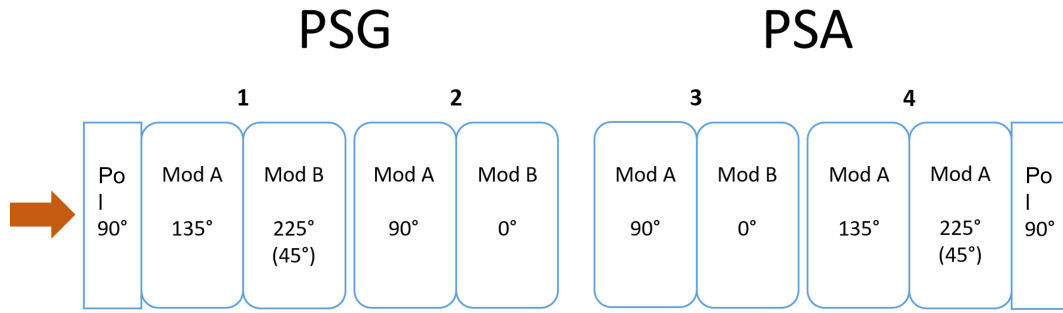 PSG PSA
1 2 3 4
Po Mod A Mod B Mod A Mod B Mod A Mod B Mod A Mod A Po
l l
90° 135° 225° 90° 0° 90° 0° 135° 225° 90°
(45°) (45°)